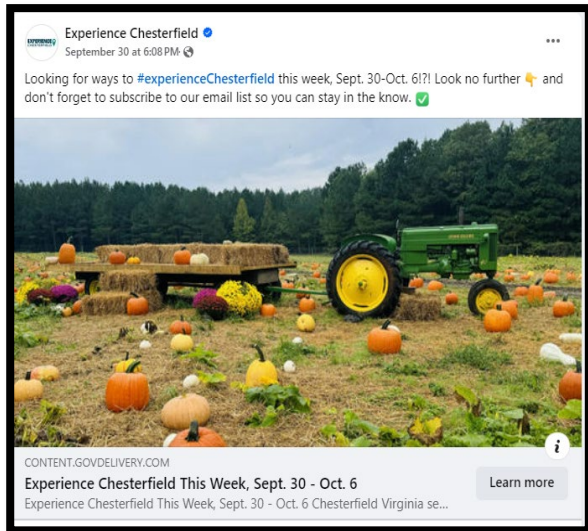 Experience Chesterfield
EXPERIENCE
CHESTERFIELD
September 30 at 6:08 PM ·
Looking for ways to #experienceChesterfield this week, Sept. 30-Oct. 6!?! Look no further 👇 and
don't forget to subscribe to our email list so you can stay in the know. ✅
JOHN DEERE
i
CONTENT.GOVDELIVERY.COM
Experience Chesterfield This Week, Sept. 30 - Oct. 6
Learn more
Experience Chesterfield This Week, Sept. 30 - Oct. 6 Chesterfield Virginia se...